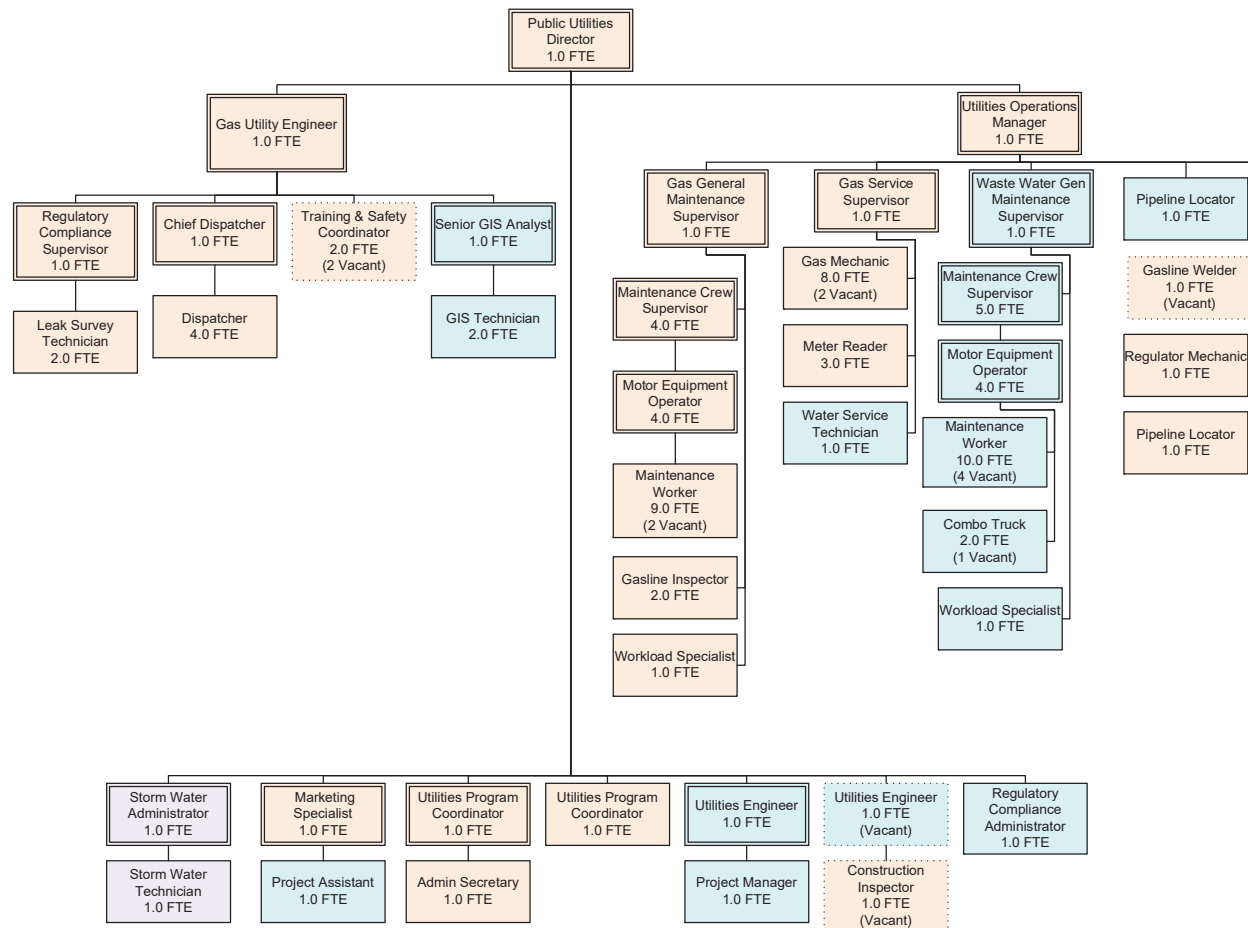 Public Utilities
Director
1.0 FTE
Gas Utility Engineer
1.0 FTE
Utilities Operations
Manager
1.0 FTE
Regulatory
Compliance
Supervisor
1.0 FTE
Chief Dispatcher
1.0 FTE
Training & Safety
Coordinator
2.0 FTE
(2 Vacant)
Senior GIS Analyst
1.0 FTE
Leak Survey
Technician
2.0 FTE
Dispatcher
4.0 FTE
GIS Technician
2.0 FTE
Gas General
Maintenance
Supervisor
1.0 FTE
Gas Service
Supervisor
1.0 FTE
Waste Water Gen
Maintenance
Supervisor
1.0 FTE
Pipeline Locator
1.0 FTE
Maintenance Crew
Supervisor
4.0 FTE
Motor Equipment
Operator
4.0 FTE
Maintenance
Worker
9.0 FTE
(2 Vacant)
Gasline Inspector
2.0 FTE
Workload Specialist
1.0 FTE
Gas Mechanic
8.0 FTE
(2 Vacant)
Meter Reader
3.0 FTE
Water Service
Technician
1.0 FTE
Maintenance Crew
Supervisor
5.0 FTE
Motor Equipment
Operator
4.0 FTE
Maintenance
Worker
10.0 FTE
(4 Vacant)
Combo Truck
2.0 FTE
(1 Vacant)
Workload Specialist
1.0 FTE
Gasline Welder
1.0 FTE
(Vacant)
Regulator Mechanic
1.0 FTE
Pipeline Locator
1.0 FTE
Storm Water
Administrator
1.0 FTE
Marketing
Specialist
1.0 FTE
Utilities Program
Coordinator
1.0 FTE
Utilities Program
Coordinator
1.0 FTE
Utilities Engineer
1.0 FTE
Utilities Engineer
1.0 FTE
(Vacant)
Regulatory
Compliance
Administrator
1.0 FTE
Storm Water
Technician
1.0 FTE
Project Assistant
1.0 FTE
Admin Secretary
1.0 FTE
Project Manager
1.0 FTE
Construction
Inspector
1.0 FTE
(Vacant)